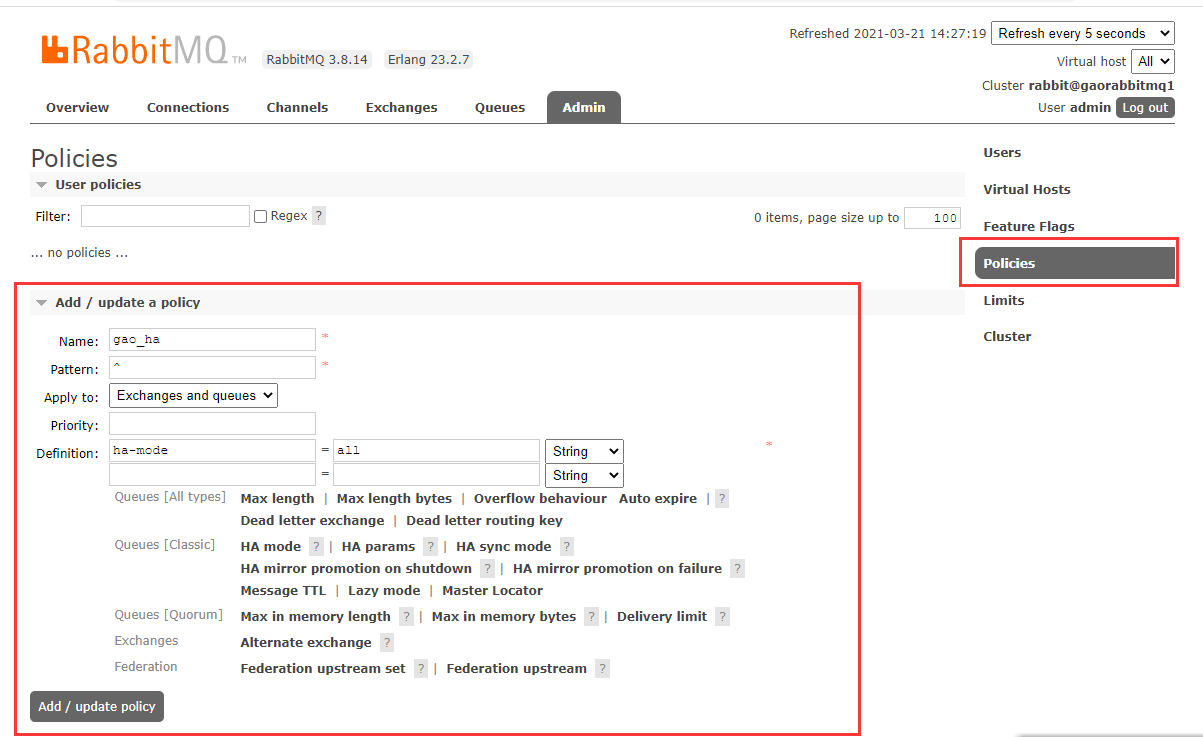 Refreshed 2021-03-21 14:27:19 Refresh every 5 seconds
RabbitMQ TM RabbitMQ 3.8.14 Erlang 23.2.7
Virtual host All
Cluster rabbit@gaorabbitmq1
User admin Log out
Overview Connections Channels Exchanges Queues Admin
Policies
User policies
Filter: Regex ? 0 items, page size up to 100
... no policies ...
Add / update a policy
Name: gao_ha *
Pattern: ^ *
Apply to: Exchanges and queues
Priority:
Definition: ha-mode = all String *
= String
Queues [All types] Max length | Max length bytes | Overflow behaviour Auto expire | ?
Dead letter exchange | Dead letter routing key
Queues [Classic] HA mode ? | HA params ? | HA sync mode ?
HA mirror promotion on shutdown ? | HA mirror promotion on failure ?
Message TTL | Lazy mode | Master Locator
Queues [Quorum] Max in memory length ? | Max in memory bytes ? | Delivery limit ?
Exchanges Alternate exchange ?
Federation Federation upstream set ? | Federation upstream ?
Add / update policy
Users
Virtual Hosts
Feature Flags
Policies
Limits
Cluster